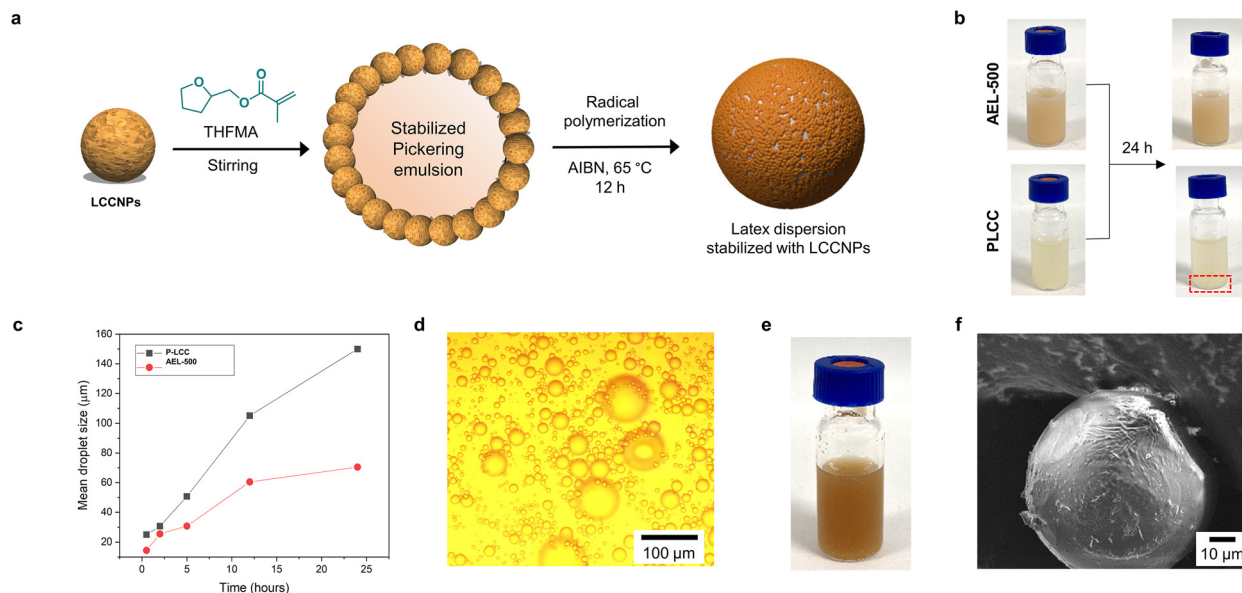 a
LCCNPs
O
O
O
THFMA
Stirring
Stabilized
Pickering
emulsion
Radical
polymerization
AIBN, 65 °C
12 h
Latex dispersion
stabilized with LCCNPs
b
AEL-500
PLCC
24 h
c
Mean droplet size (μm)
160
140
120
100
80
60
40
20
P-LCC
AEL-500
0
5
10
15
20
25
Time (hours)
d
100 μm
e
f
10 μm